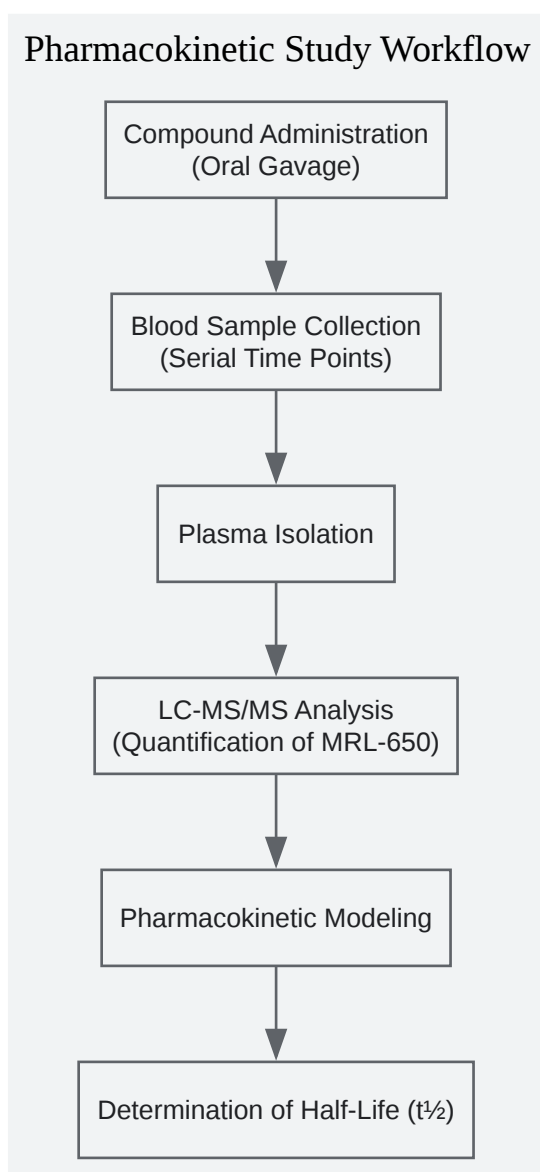 Pharmacokinetic Study Workflow
Compound Administration
(Oral Gavage)
Blood Sample Collection
(Serial Time Points)
Plasma Isolation
LC-MS/MS Analysis
(Quantification of MRL-650)
Pharmacokinetic Modeling
Determination of Half-Life (t½)